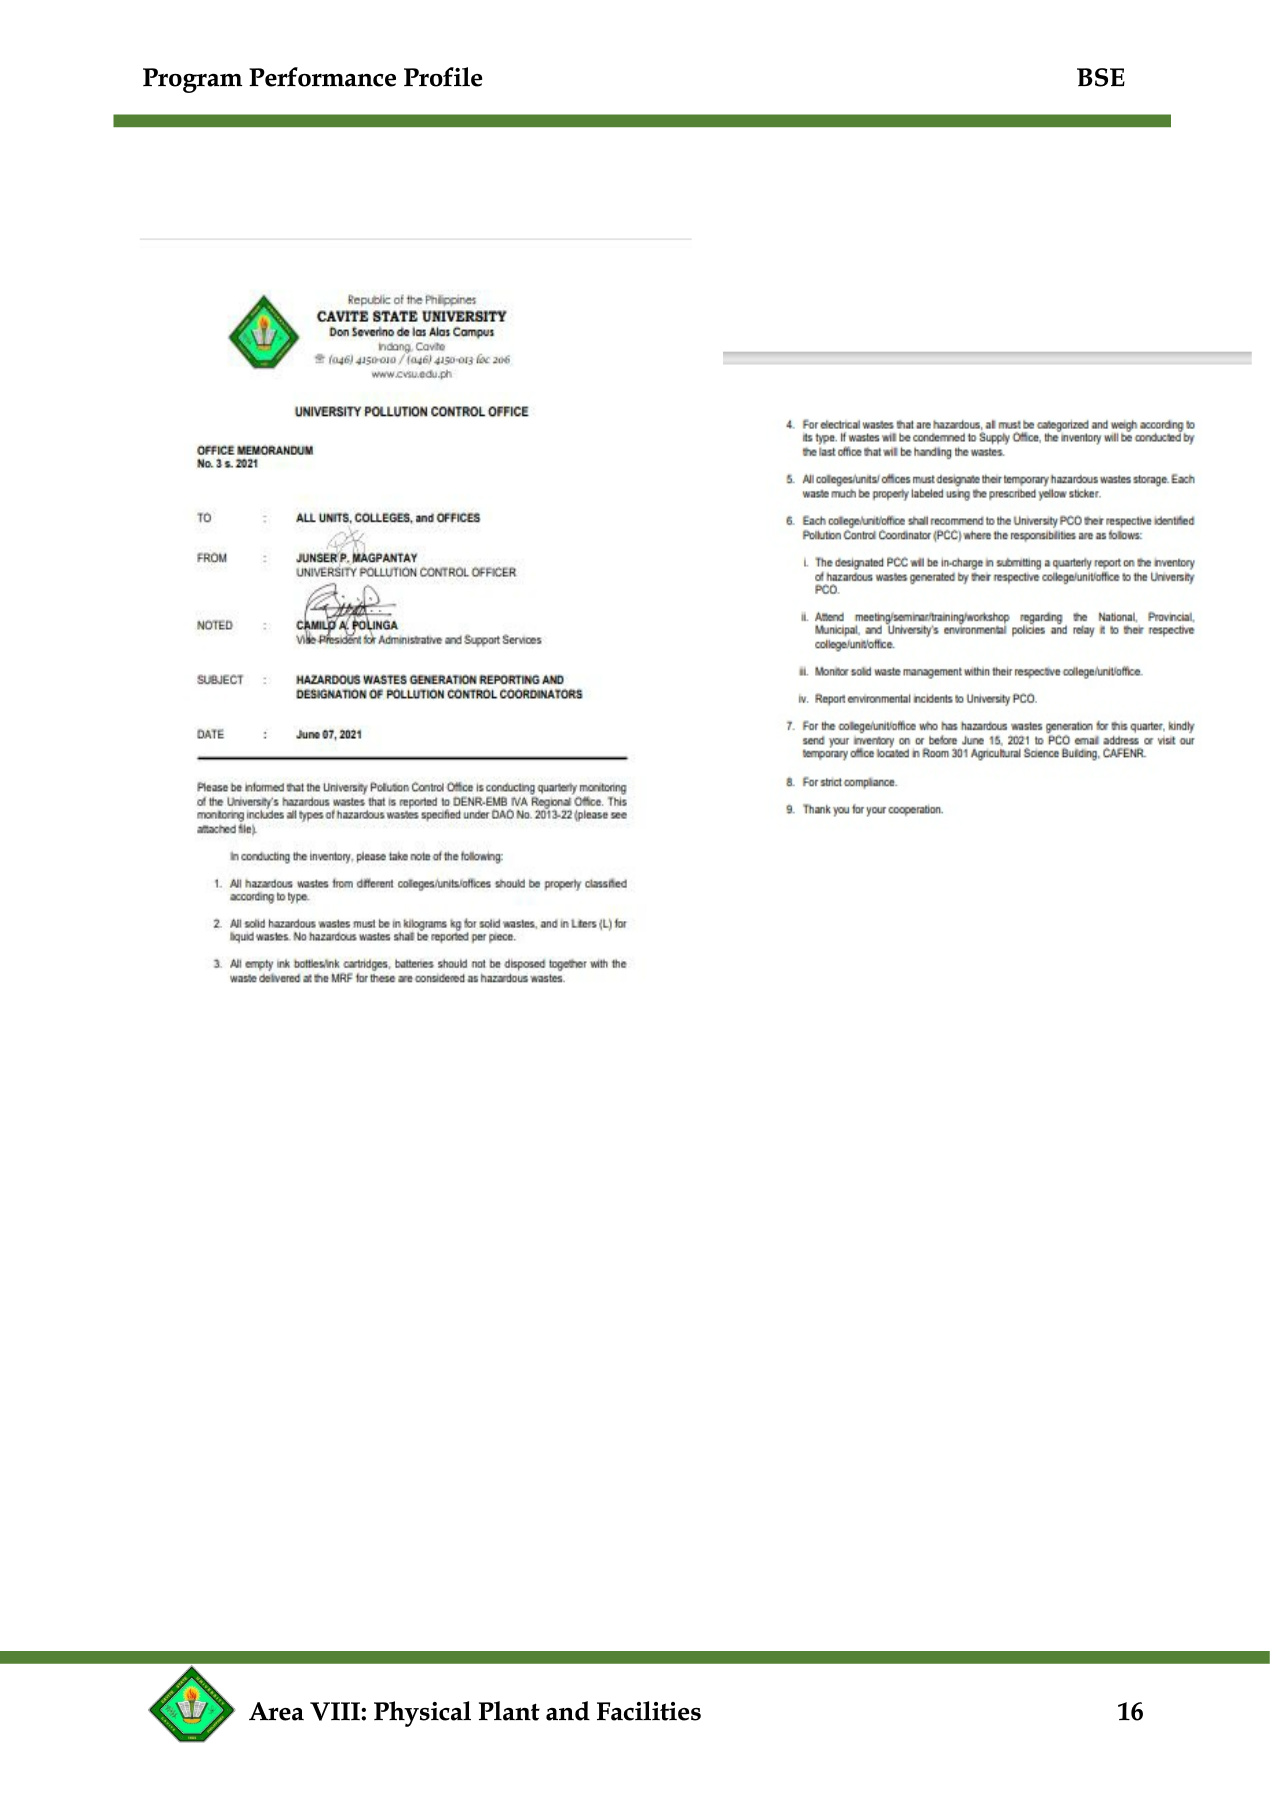 Program Performance Profile BSE
Republic of the Philippines
CAVITE STATE UNIVERSITY
Don Severino de las Alas Campus
Indang, Cavite
☏ (046) 4150-010 / (046) 4150-013 loc 206
www.cvsu.edu.ph
UNIVERSITY POLLUTION CONTROL OFFICE
OFFICE MEMORANDUM
No. 3 s. 2021
TO : ALL UNITS, COLLEGES, and OFFICES
FROM : JUNSER P. MAGPANTAY
UNIVERSITY POLLUTION CONTROL OFFICER
NOTED : CAMILO A. POLINGA
Vice President for Administrative and Support Services
SUBJECT : HAZARDOUS WASTES GENERATION REPORTING AND
DESIGNATION OF POLLUTION CONTROL COORDINATORS
DATE : June 07, 2021
Please be informed that the University Pollution Control Office is conducting quarterly monitoring
of the University's hazardous wastes that is reported to DENR-EMB IVA Regional Office. This
monitoring includes all types of hazardous wastes specified under DAO No. 2013-22 (please see
attached file).
In conducting the inventory, please take note of the following:
1. All hazardous wastes from different colleges/units/offices should be properly classified
according to type.
2. All solid hazardous wastes must be in kilograms kg for solid wastes, and in Liters (L) for
liquid wastes. No hazardous wastes shall be reported per piece.
3. All empty ink bottles/ink cartridges, batteries should not be disposed together with the
waste delivered at the MRF for these are considered as hazardous wastes.
4. For electrical wastes that are hazardous, all must be categorized and weigh according to
its type. If wastes will be condemned to Supply Office, the inventory will be conducted by
the last office that will be handling the wastes.
5. All colleges/units/ offices must designate their temporary hazardous wastes storage. Each
waste much be properly labeled using the prescribed yellow sticker.
6. Each college/unit/office shall recommend to the University PCO their respective identified
Pollution Control Coordinator (PCC) where the responsibilities are as follows:
i. The designated PCC will be in-charge in submitting a quarterly report on the inventory
of hazardous wastes generated by their respective college/unit/office to the University
PCO.
ii. Attend meeting/seminar/training/workshop regarding the National, Provincial,
Municipal, and University's environmental policies and relay it to their respective
college/unit/office.
iii. Monitor solid waste management within their respective college/unit/office.
iv. Report environmental incidents to University PCO.
7. For the college/unit/office who has hazardous wastes generation for this quarter, kindly
send your inventory on or before June 15, 2021 to PCO email address or visit our
temporary office located in Room 301 Agricultural Science Building, CAFENR.
8. For strict compliance.
9. Thank you for your cooperation.
Area VIII: Physical Plant and Facilities 16